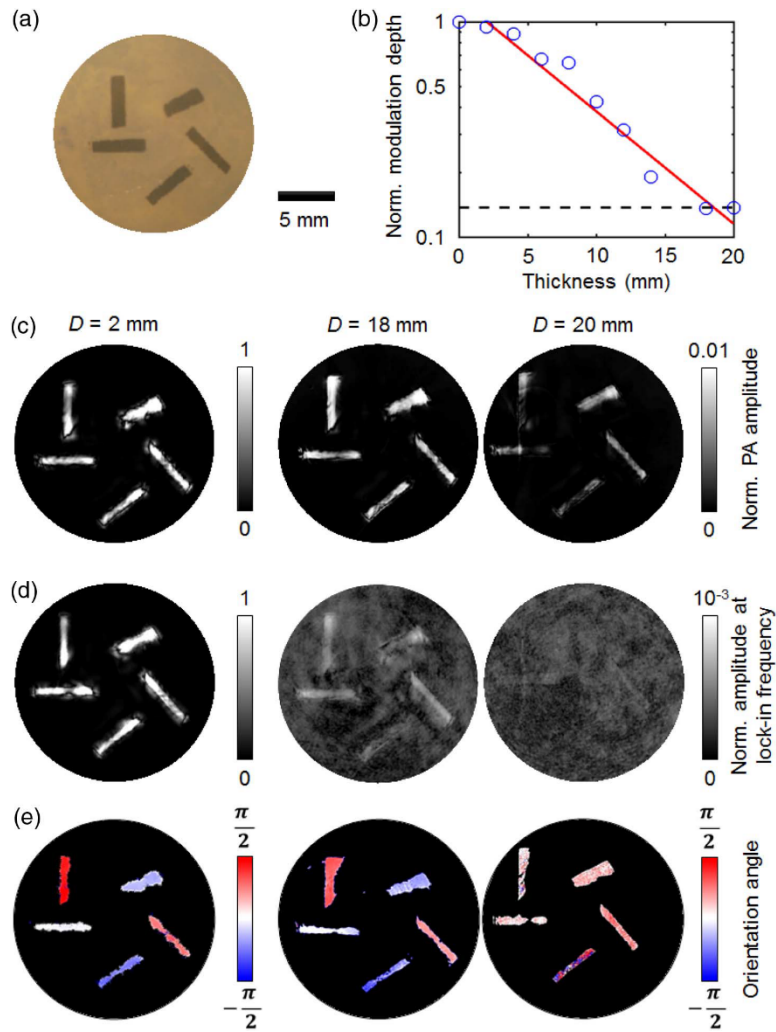 (a)
5 mm
(b)
Norm. modulation depth
1
0.5
0.1
0 5 10 15 20
Thickness (mm)
(c)
D = 2 mm
D = 18 mm
D = 20 mm
1
0
0.01
0
Norm. PA amplitude
(d)
1
0
10⁻³
0
Norm. amplitude at
lock-in frequency
(e)
π/2
−π/2
π/2
−π/2
Orientation angle